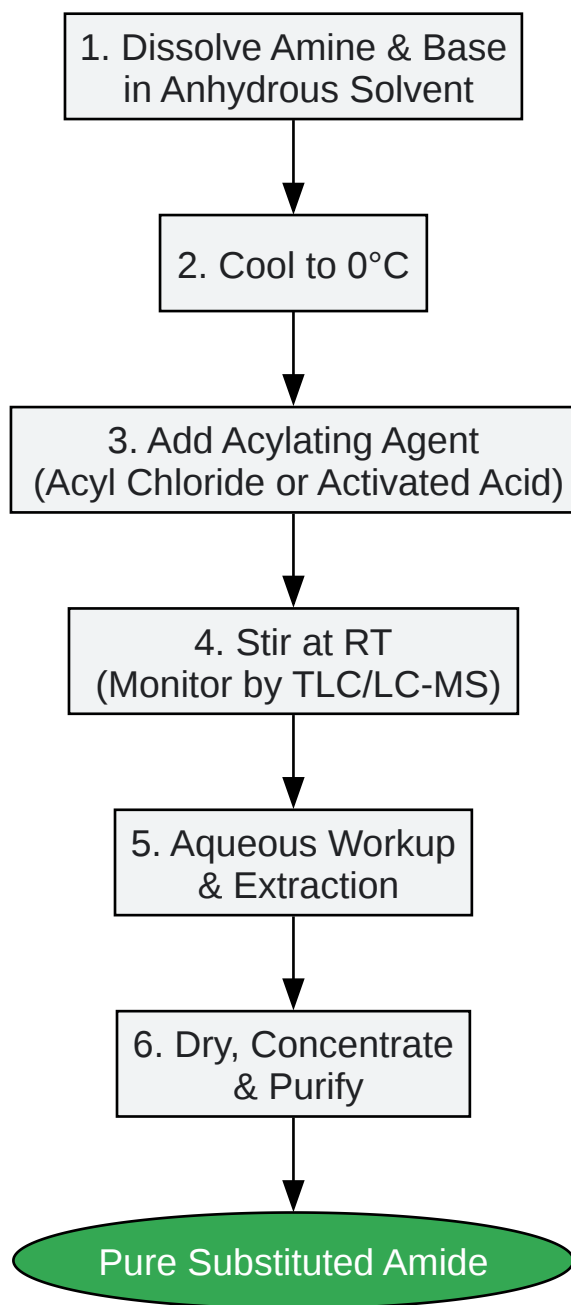 1. Dissolve Amine & Base
in Anhydrous Solvent
2. Cool to 0°C
3. Add Acylating Agent
(Acyl Chloride or Activated Acid)
4. Stir at RT
(Monitor by TLC/LC-MS)
5. Aqueous Workup
& Extraction
6. Dry, Concentrate
& Purify
Pure Substituted Amide